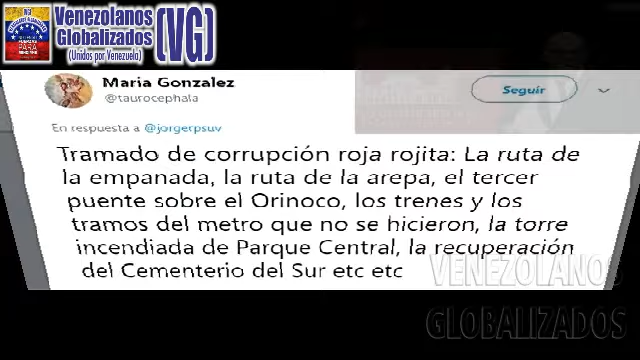 Venezolanos
Globalizados
(Unidos por Venezuela)
(VG)
María Gonzalez
@taurocephala
Seguir
En respuesta a @jorgerpsuv
Tramado de corrupción roja rojita: La ruta de
la empanada, la ruta de la arepa, el tercer
puente sobre el Orinoco, los trenes y los
tramos del metro que no se hicieron, la torre
incendiada de Parque Central, la recuperación
del Cementerio del Sur etc etc
VENEZOLANOS
GLOBALIZADOS